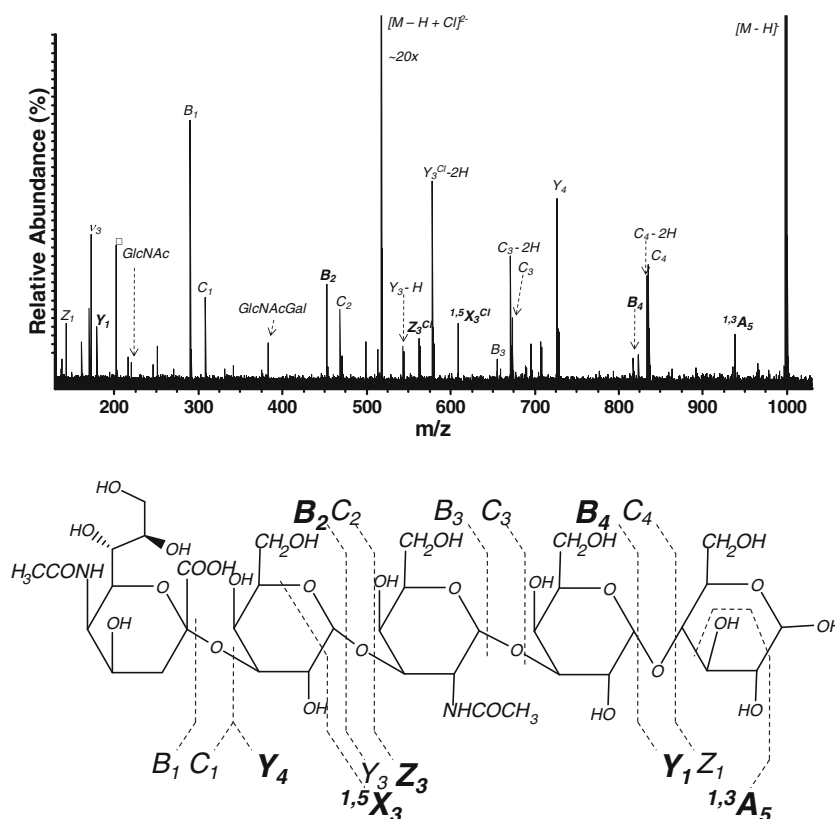 [M – H + Cl]²⁻
[M - H]⁻
~20x
Relative Abundance (%)
B₁
Y₃ᶜˡ-2H
Y₄
ν₃
□
GlcNAc
C₃ - 2H
C₃
C₄ - 2H
C₄
B₂
C₁
C₂
Y₃ - H
Z₁
Y₁
GlcNAcGal
Z₃ᶜˡ
¹,⁵X₃ᶜˡ
B₃
B₄
¹,³A₅
200 300 400 500 600 700 800 900 1000
m/z
HO
HO
OH
H₃CCONH
OH
COOH
O
O
B₂ C₂ B₃ C₃ B₄ C₄
CH₂OH CH₂OH CH₂OH CH₂OH
OH O OH O OH O O
OH OH
O O O
OH NHCOCH₃ HO HO OH
B₁ C₁ Y₄ Y₃ Z₃ Y₁ Z₁
¹,⁵X₃ ¹,³A₅